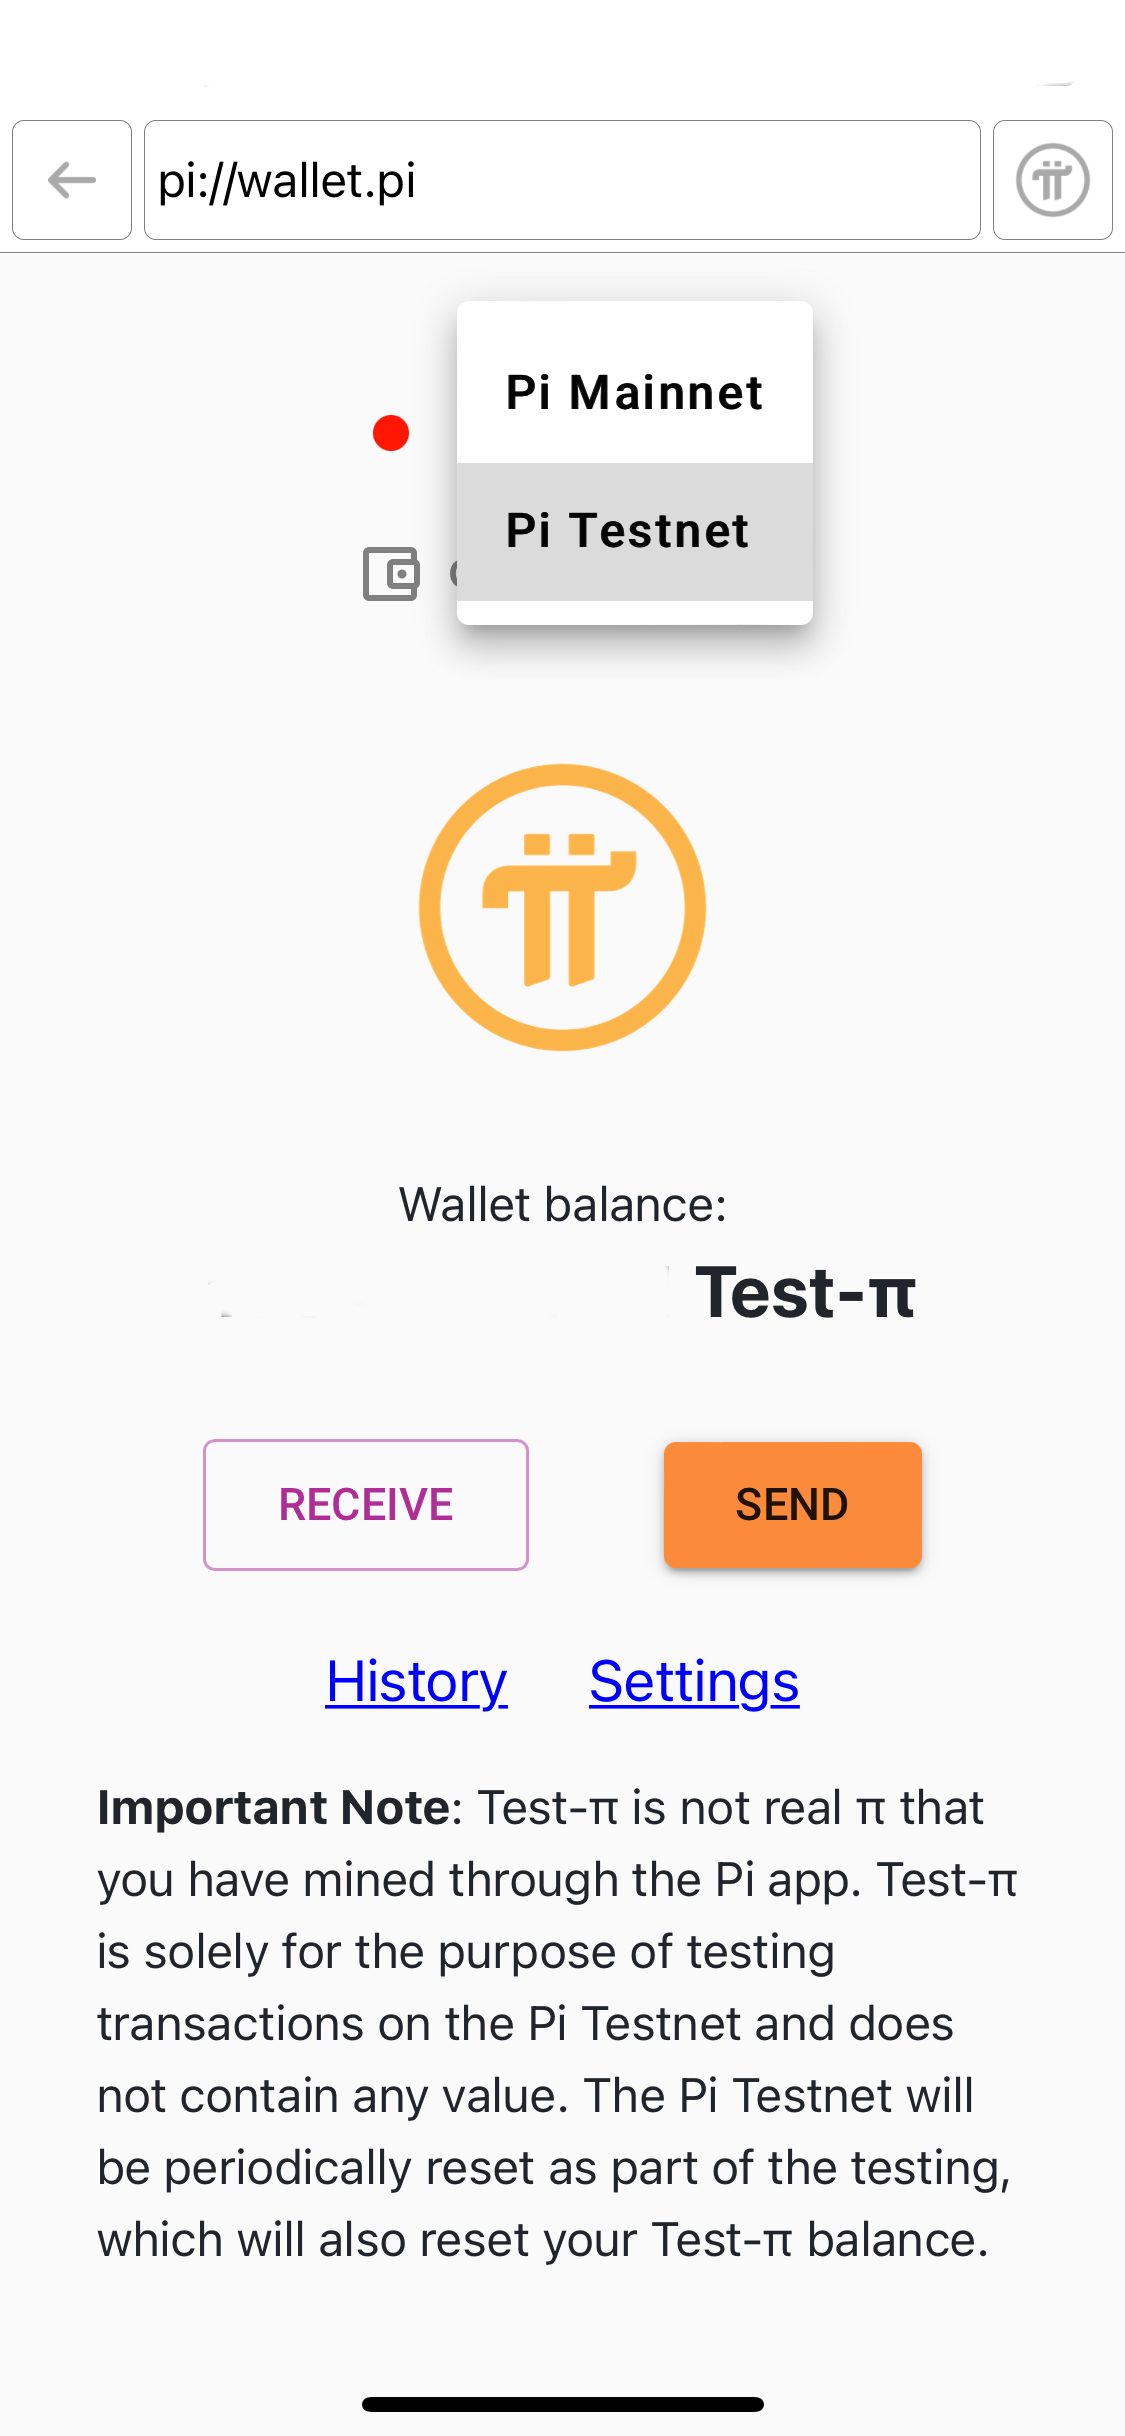 pi://wallet.pi
Pi Mainnet
Pi Testnet
Wallet balance:
Test-π
RECEIVE
SEND
History Settings
Important Note: Test-π is not real π that
you have mined through the Pi app. Test-π
is solely for the purpose of testing
transactions on the Pi Testnet and does
not contain any value. The Pi Testnet will
be periodically reset as part of the testing,
which will also reset your Test-π balance.